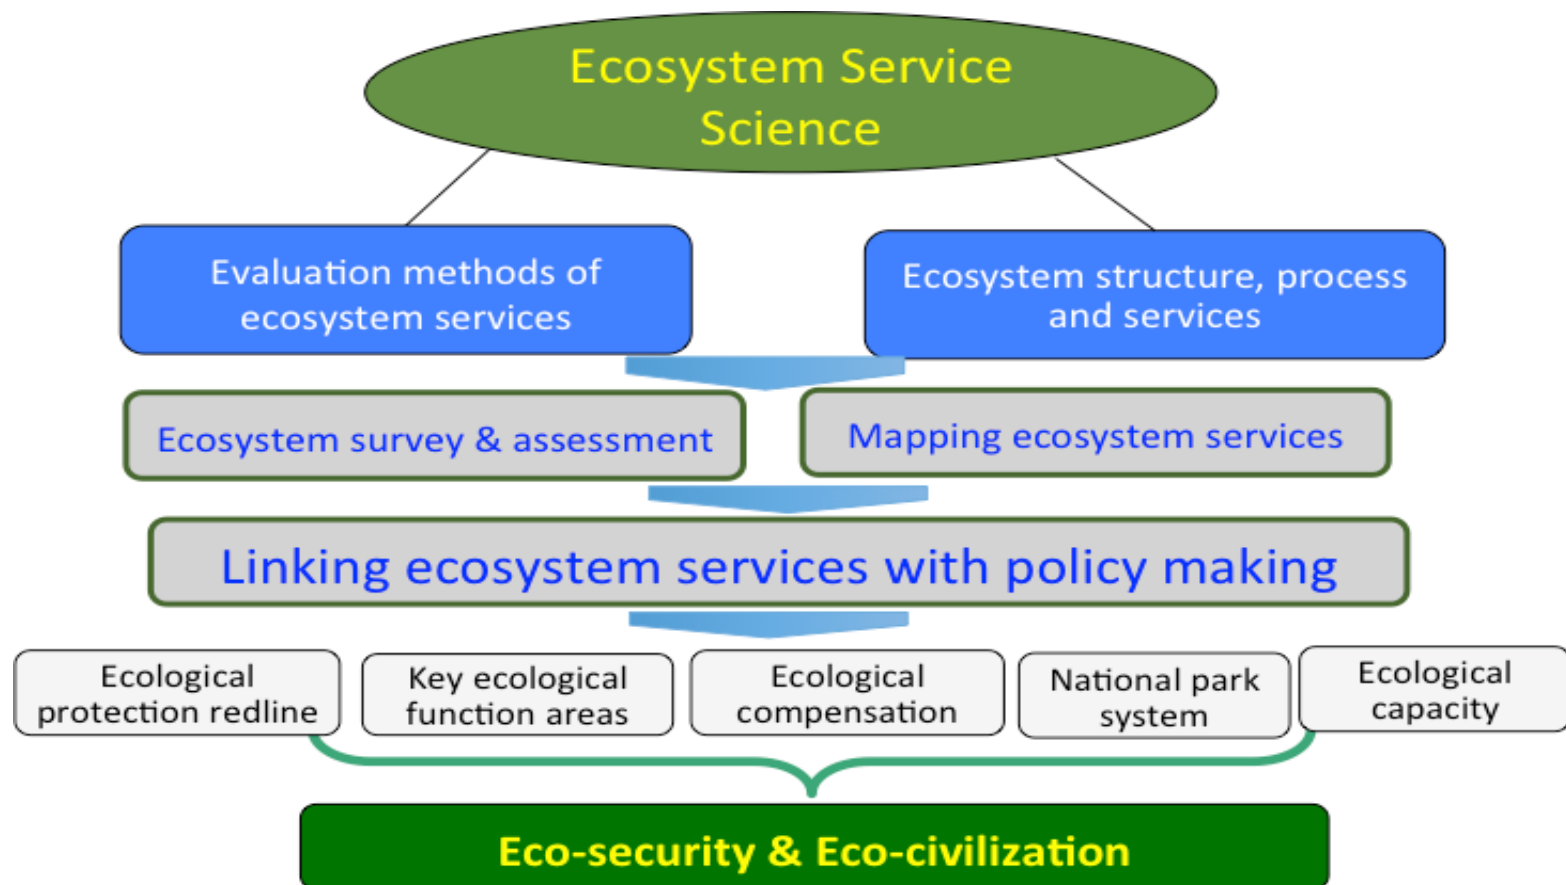 Ecosystem Service
Science
Evaluation methods of
ecosystem services
Ecosystem structure, process
and services
Ecosystem survey & assessment
Mapping ecosystem services
Linking ecosystem services with policy making
Ecological
protection redline
Key ecological
function areas
Ecological
compensation
National park
system
Ecological
capacity
Eco-security & Eco-civilization